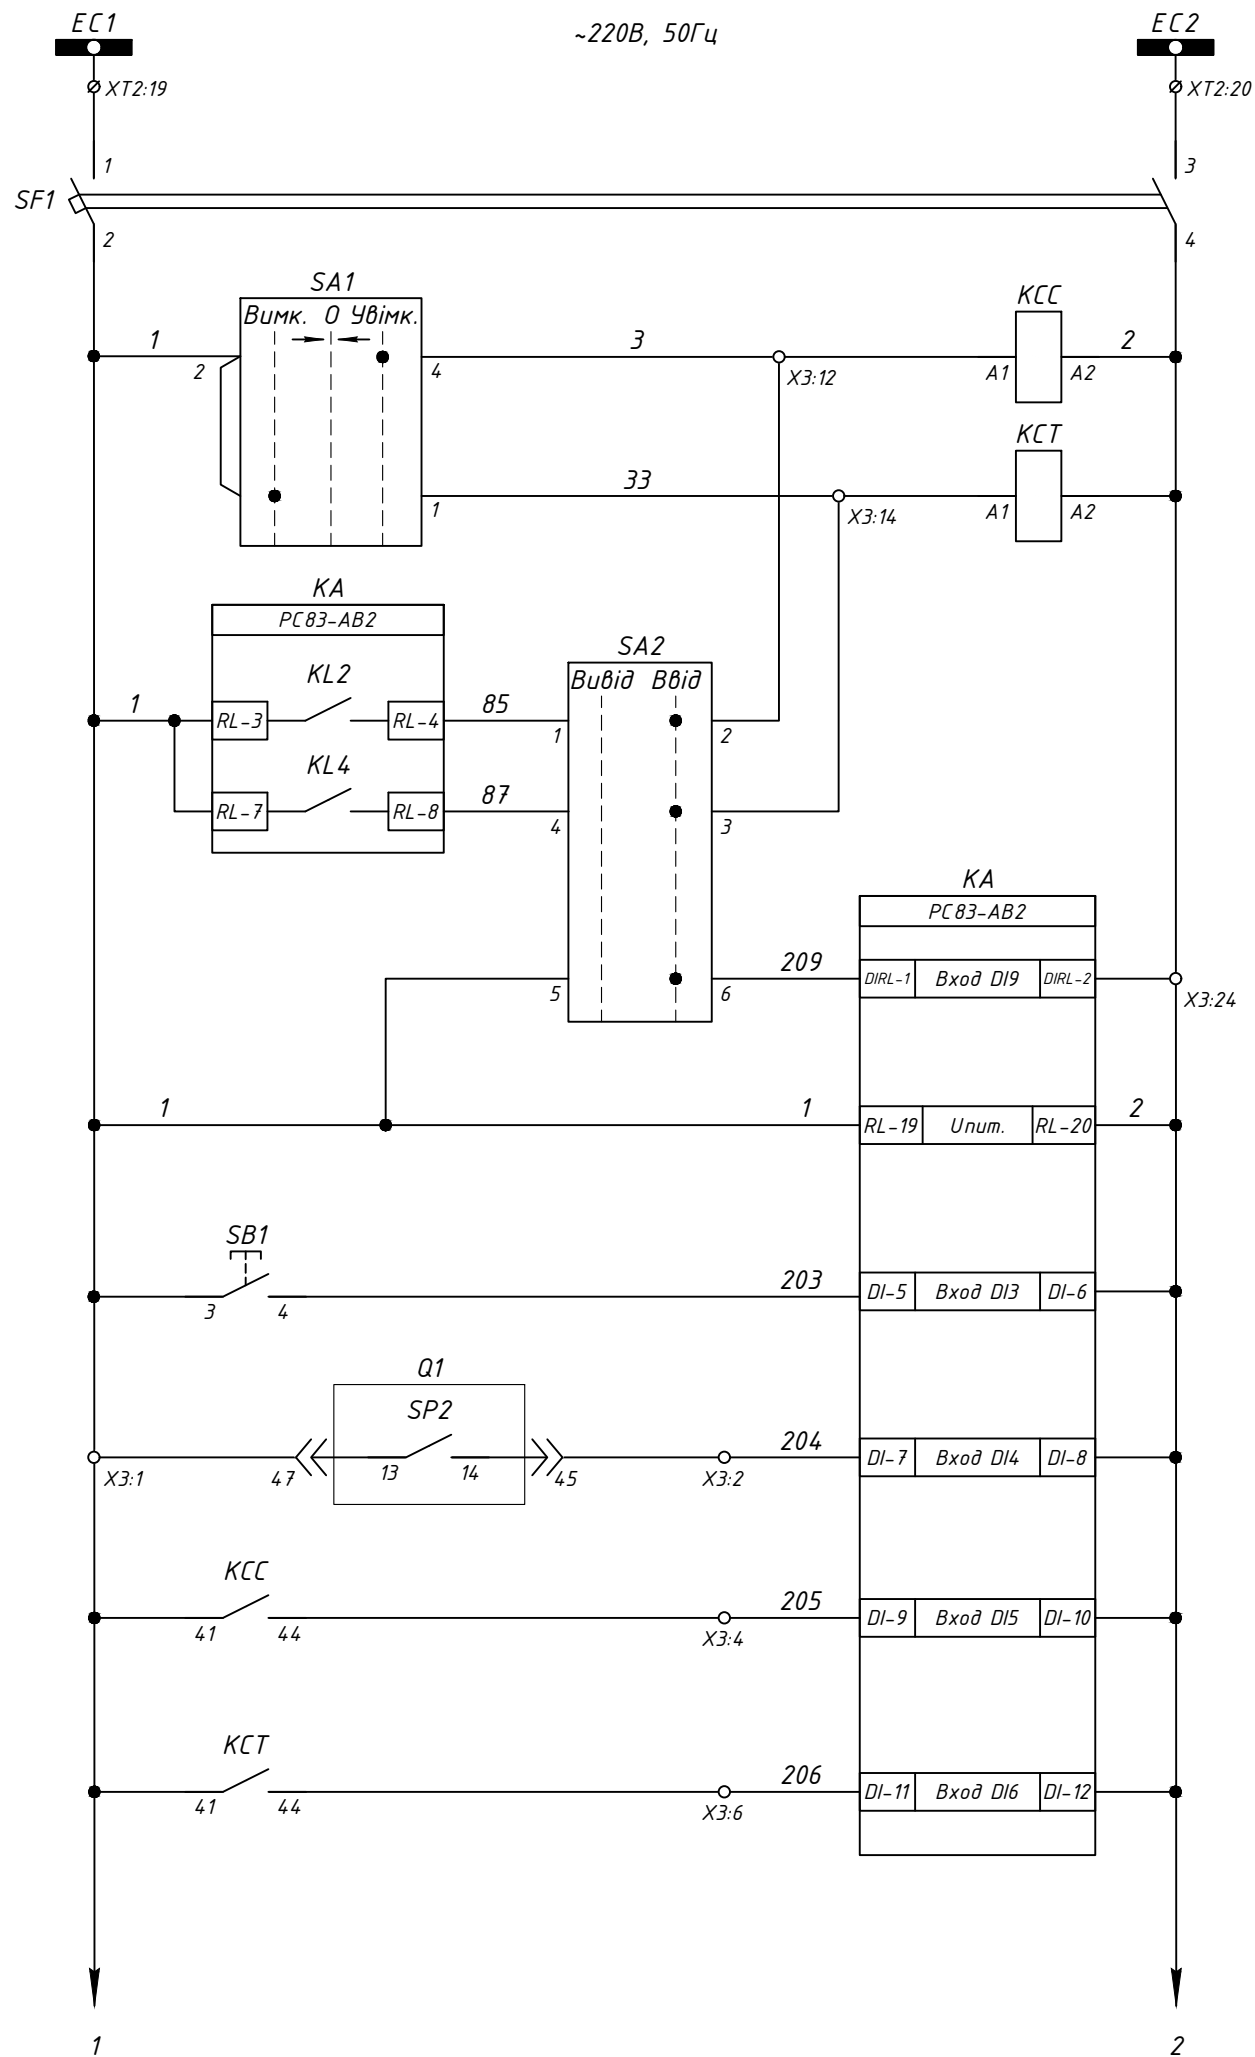 EC1
~220В, 50Гц
EC2
XT2:19
XT2:20
1
3
SF1
2
4
SA1
Вимк. О Увімк.
KCC
1
3
2
2
4
X3:12
A1
A2
KCT
33
1
X3:14
A1
A2
KA
РС83-АВ2
SA2
Вивід Ввід
KL2
1
RL-3
RL-4
85
1
2
KL4
RL-7
RL-8
87
4
3
KA
РС83-АВ2
209
DIRL-1 Вход DI9 DIRL-2
5
6
X3:24
1
1
RL-19 Uпит. RL-20
2
SB1
203
DI-5 Вход DI3 DI-6
3
4
Q1
SP2
204
DI-7 Вход DI4 DI-8
X3:1
47
13
14
45
X3:2
KCC
205
DI-9 Вход DI5 DI-10
41
44
X3:4
KCT
206
DI-11 Вход DI6 DI-12
41
44
X3:6
1
2